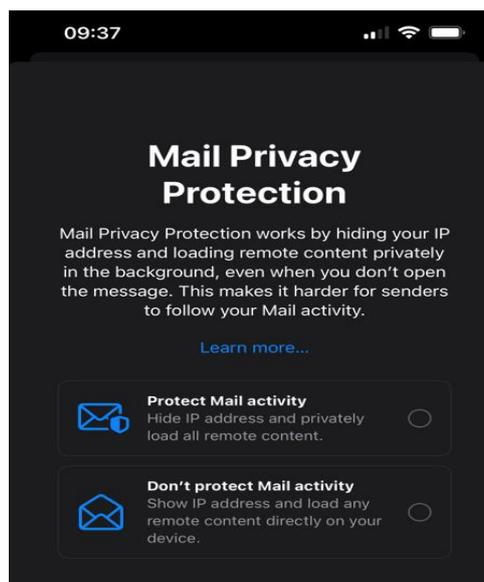 09:37
Mail Privacy
Protection
Mail Privacy Protection works by hiding your IP
address and loading remote content privately
in the background, even when you don't open
the message. This makes it harder for senders
to follow your Mail activity.
Learn more...
Protect Mail activity
Hide IP address and privately
load all remote content.
Don't protect Mail activity
Show IP address and load any
remote content directly on your
device.